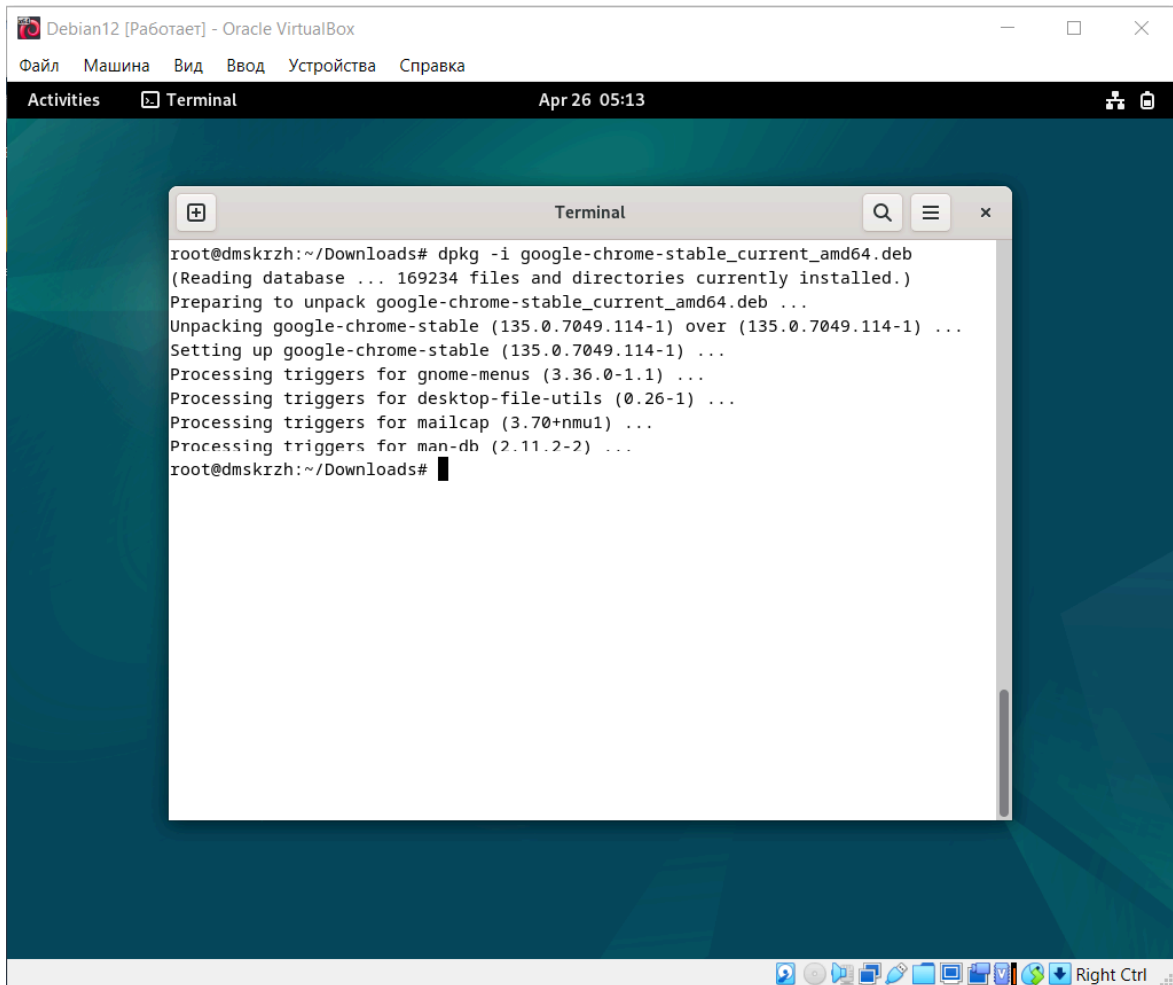 Debian12 [Работает] - Oracle VirtualBox
Файл Машина Вид Ввод Устройства Справка
Activities Terminal Apr 26 05:13
Terminal
root@dmskrzh:~/Downloads# dpkg -i google-chrome-stable_current_amd64.deb
(Reading database ... 169234 files and directories currently installed.)
Preparing to unpack google-chrome-stable_current_amd64.deb ...
Unpacking google-chrome-stable (135.0.7049.114-1) over (135.0.7049.114-1) ...
Setting up google-chrome-stable (135.0.7049.114-1) ...
Processing triggers for gnome-menus (3.36.0-1.1) ...
Processing triggers for desktop-file-utils (0.26-1) ...
Processing triggers for mailcap (3.70+nmu1) ...
Processing triggers for man-db (2.11.2-2) ...
root@dmskrzh:~/Downloads#
Right Ctrl